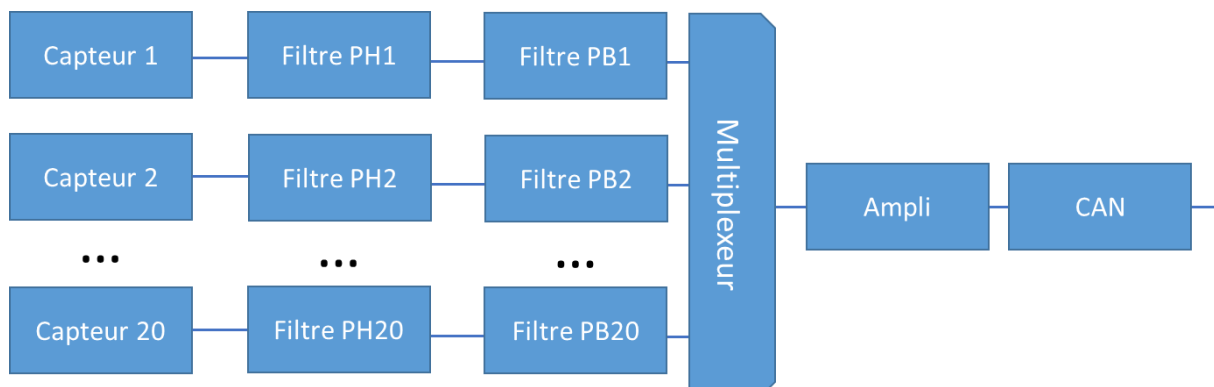 Capteur 1
Filtre PH1
Filtre PB1
Capteur 2
Filtre PH2
Filtre PB2
...
...
...
Capteur 20
Filtre PH20
Filtre PB20
Multiplexeur
Ampli
CAN